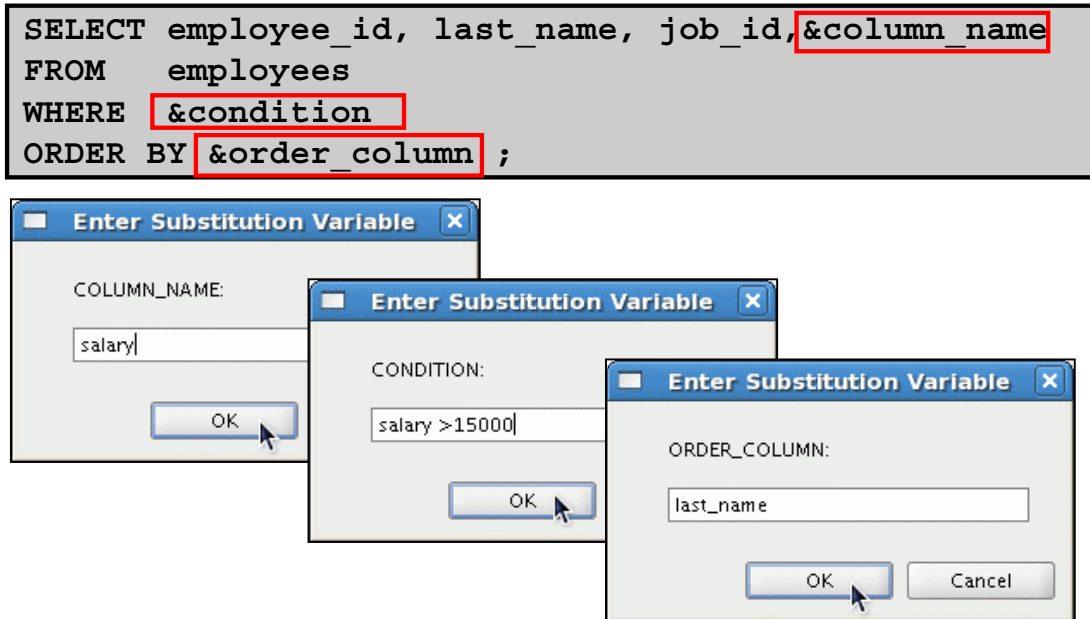 SELECT employee_id, last_name, job_id,&column_name
FROM employees
WHERE &condition
ORDER BY &order_column ;
Enter Substitution Variable
COLUMN_NAME:
salary
OK
Enter Substitution Variable
CONDITION:
salary >15000
OK
Enter Substitution Variable
ORDER_COLUMN:
last_name
OK Cancel